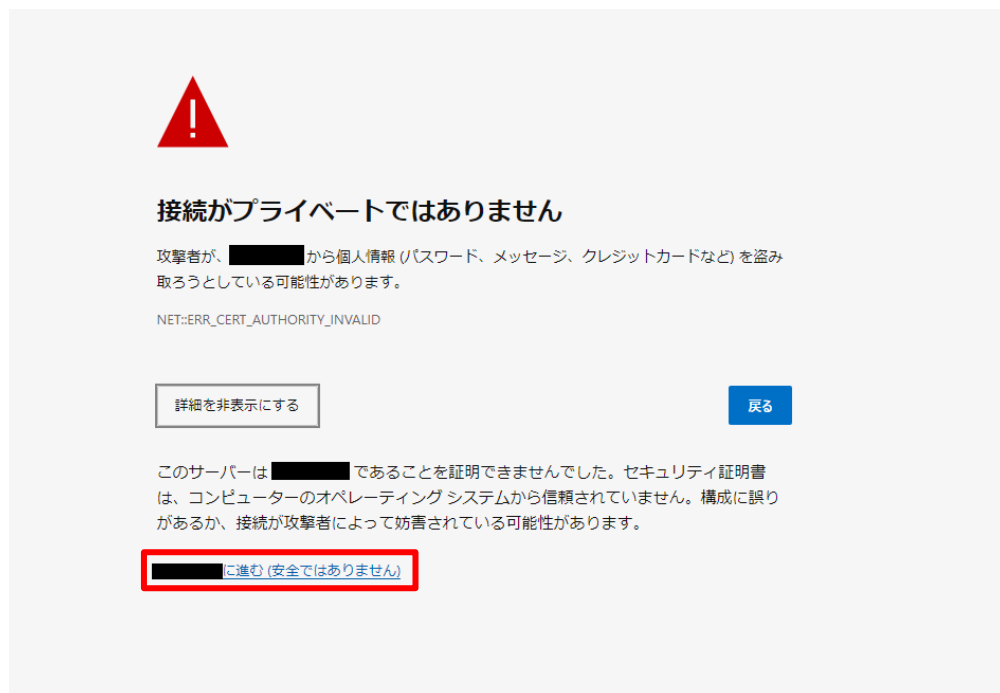 接続がプライベートではありません
攻撃者が、から個人情報 (パスワード、メッセージ、クレジットカードなど) を盗み
取ろうとしている可能性があります。
NET::ERR_CERT_AUTHORITY_INVALID
詳細を非表示にする
戻る
このサーバーは であることを証明できませんでした。セキュリティ証明書
は、コンピューターのオペレーティング システムから信頼されていません。構成に誤り
があるか、接続が攻撃者によって妨害されている可能性があります。
に進む (安全ではありません)